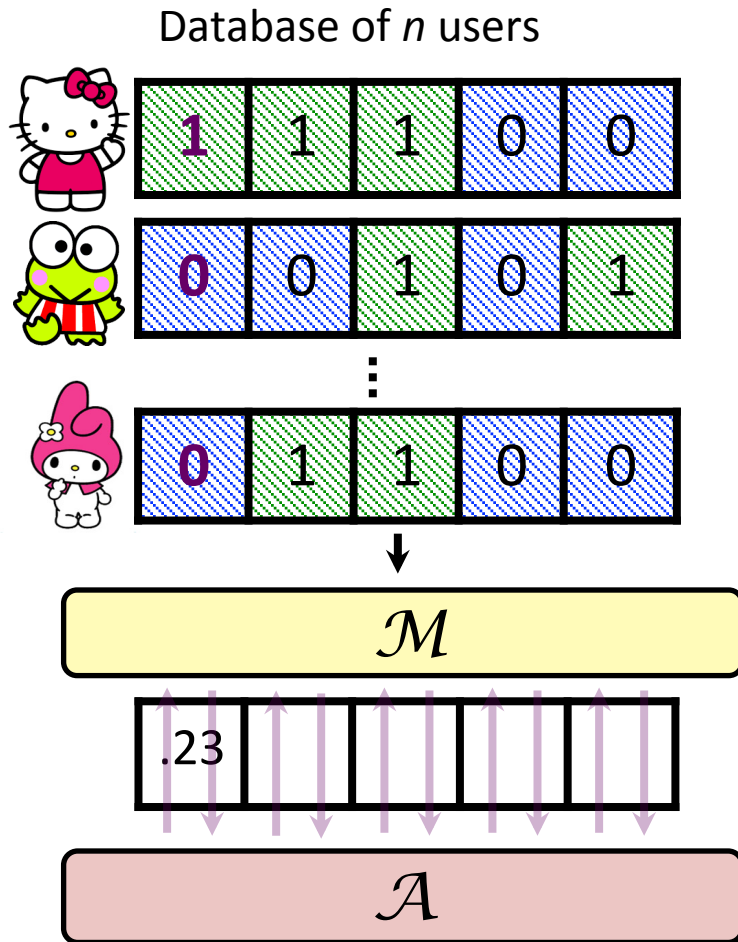 Database of n users
1 1 1 0 0
0 0 1 0 1
⋮
0 1 1 0 0
ℳ
.23
𝒜